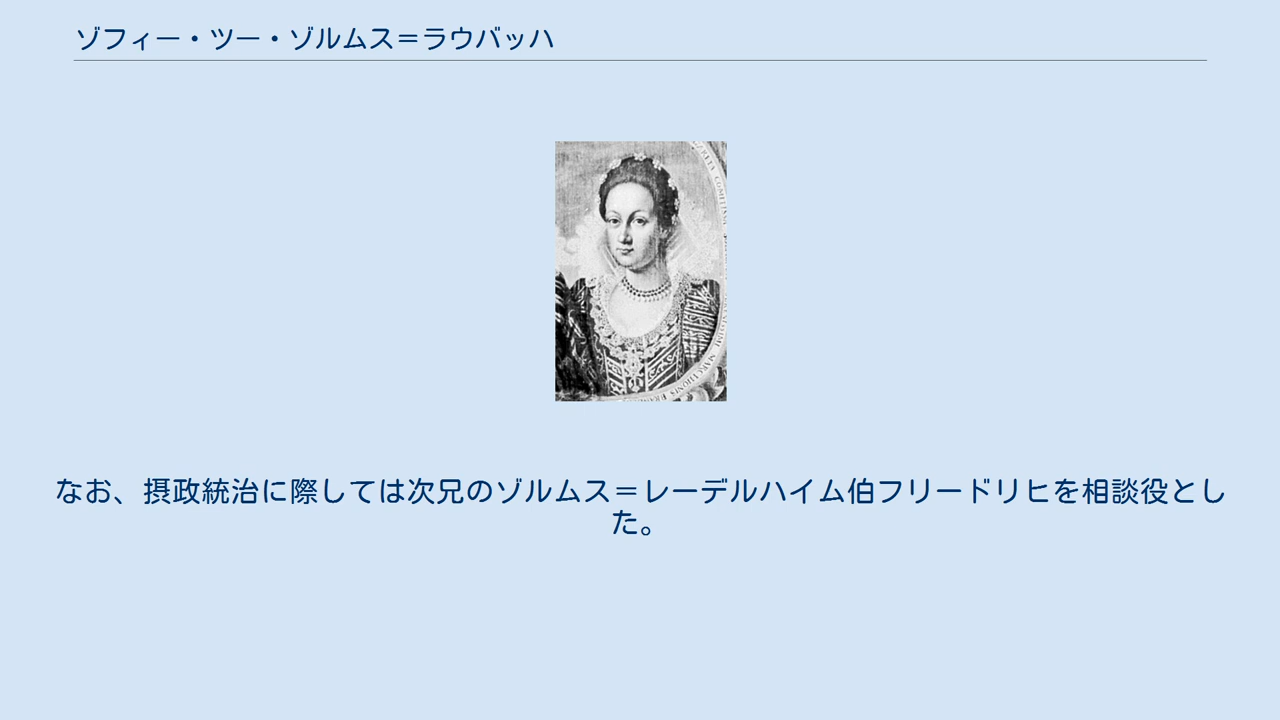 ゾフィー・ツー・ゾルムス＝ラウバッハ
なお、摂政統治に際しては次兄のゾルムス＝レーデルハイム伯フリードリヒを相談役とし
た。